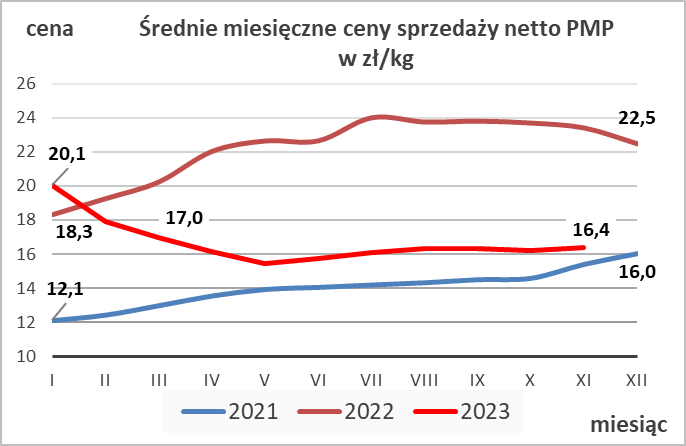 cena
Średnie miesięczne ceny sprzedaży netto PMP
w zł/kg
26
24
22
20
18
16
14
12
10
22,5
20,1
18,3
17,0
16,4
12,1
16,0
I II III IV V VI VII VIII IX X XI XII
2021 2022 2023
miesiąc